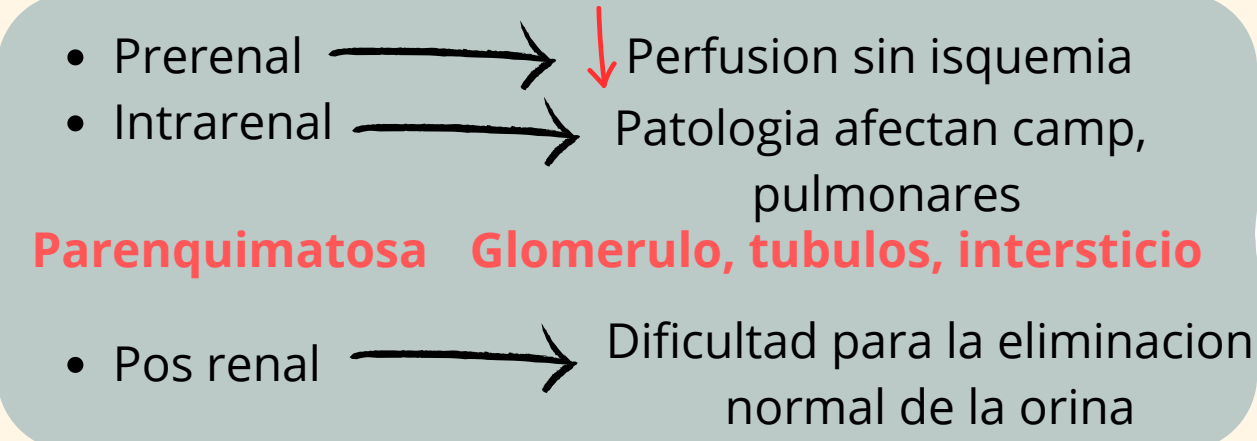 Prerenal Perfusion sin isquemia
Intrarenal Patologia afectan camp,
pulmonares
Parenquimatosa Glomerulo, tubulos, intersticio
Pos renal Dificultad para la eliminacion
normal de la orina